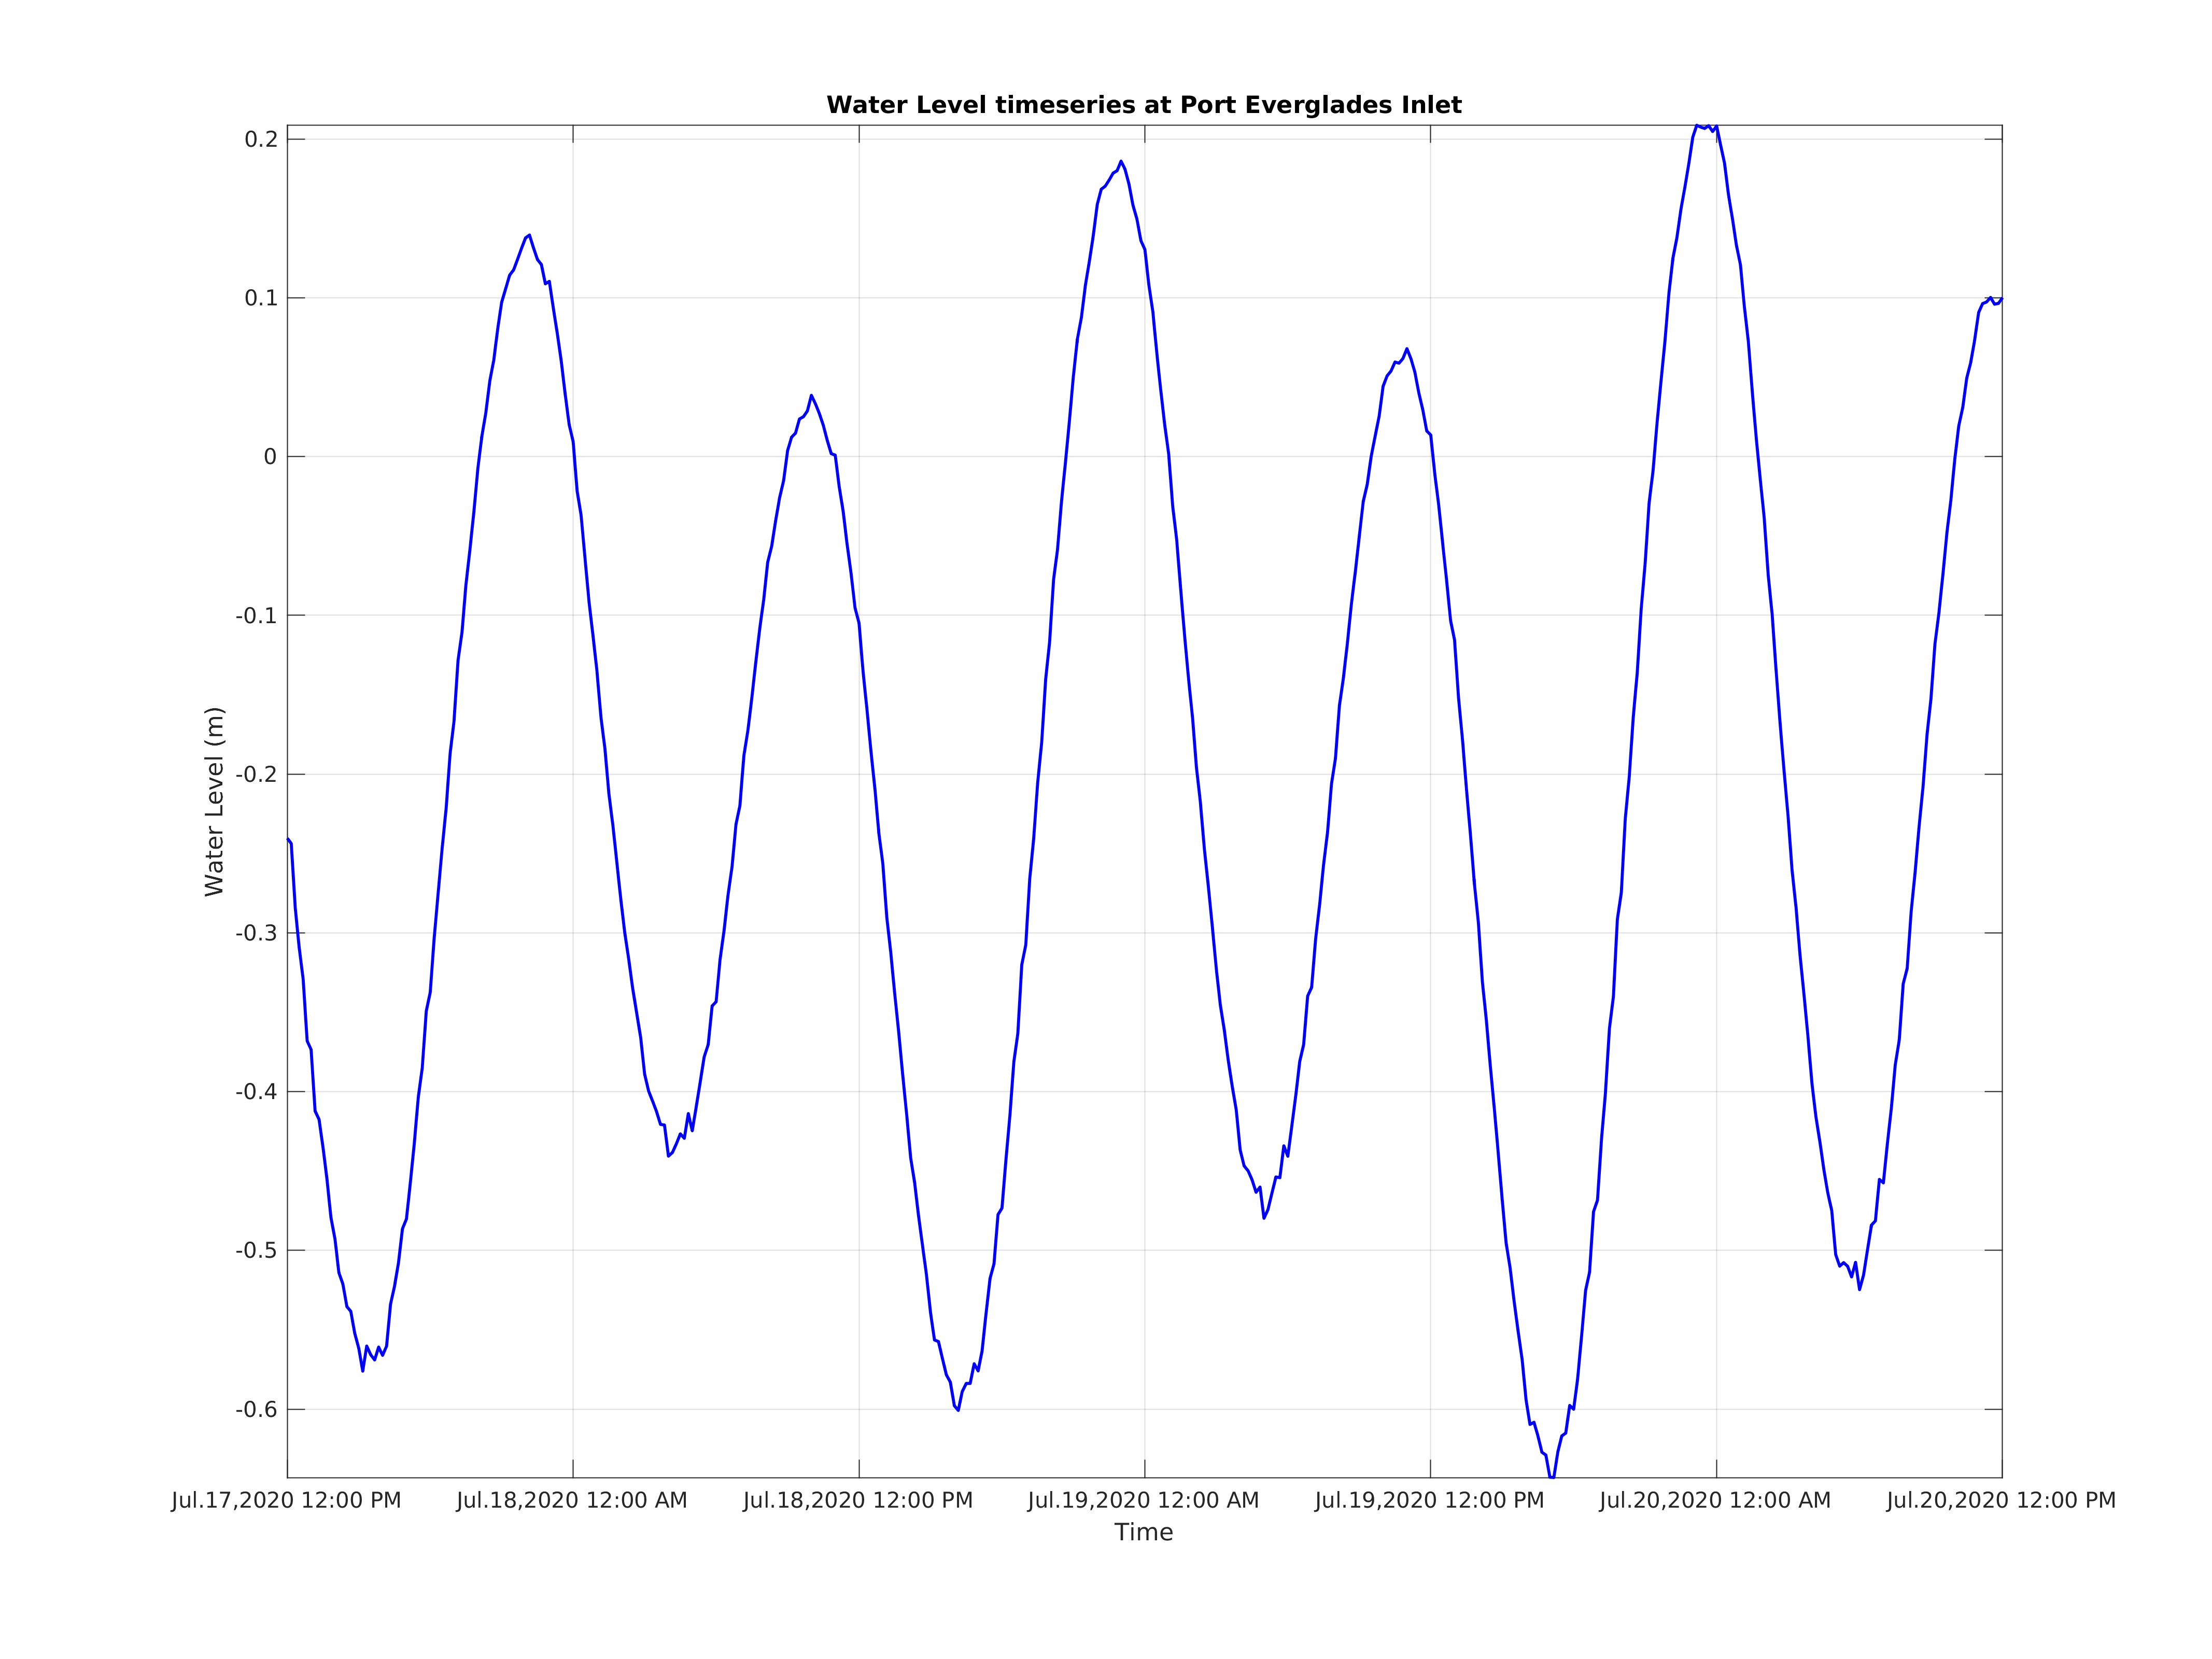 Water Level timeseries at Port Everglades Inlet
0.2
0.1
0
-0.1
-0.2
-0.3
-0.4
-0.5
-0.6
Water Level (m)
Jul.17,2020 12:00 PM Jul.18,2020 12:00 AM Jul.18,2020 12:00 PM Jul.19,2020 12:00 AM Jul.19,2020 12:00 PM Jul.20,2020 12:00 AM Jul.20,2020 12:00 PM
Time